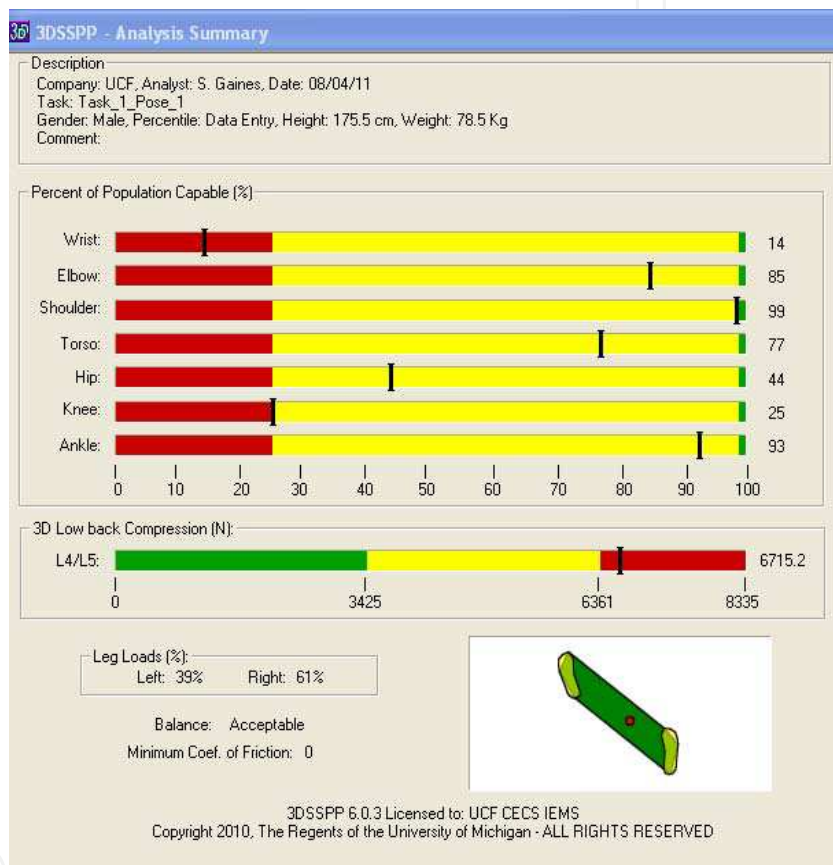 3D 3DSSPP - Analysis Summary
Description
Company: UCF, Analyst: S. Gaines, Date: 08/04/11
Task: Task_1_Pose_1
Gender: Male, Percentile: Data Entry, Height: 175.5 cm, Weight: 78.5 Kg
Comment:
Percent of Population Capable (%)
Wrist: 14
Elbow: 85
Shoulder: 99
Torso: 77
Hip: 44
Knee: 25
Ankle: 93
0 10 20 30 40 50 60 70 80 90 100
3D Low back Compression (N):
L4/L5: 6715.2
0 3425 6361 8335
Leg Loads (%):
Left: 39% Right: 61%
Balance: Acceptable
Minimum Coef. of Friction: 0
3DSSPP 6.0.3 Licensed to: UCF CECS IEMS
Copyright 2010, The Regents of the University of Michigan - ALL RIGHTS RESERVED